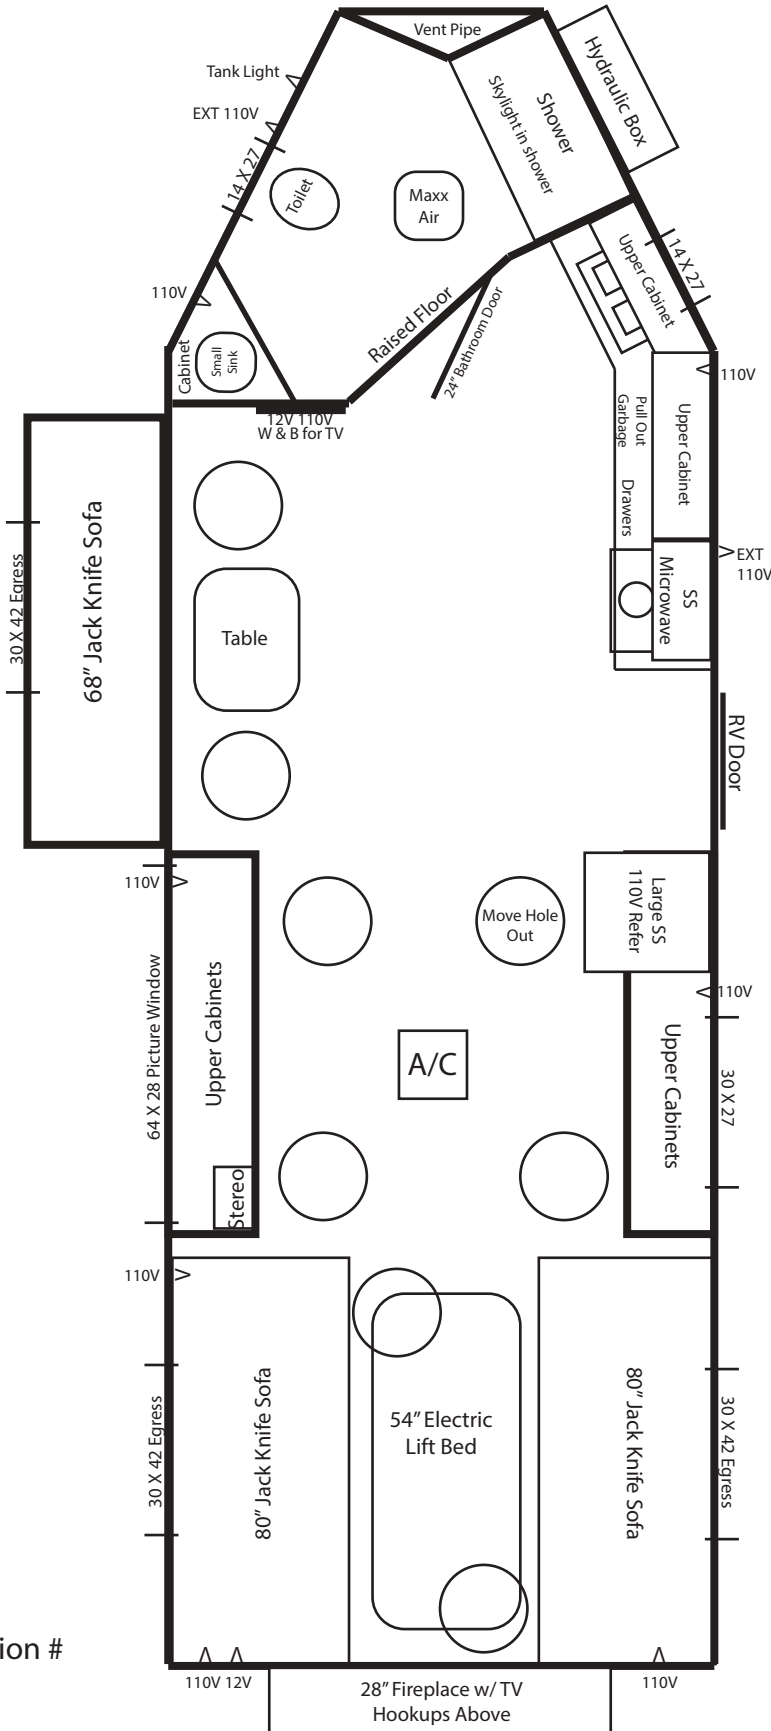 Vent Pipe
Hydraulic Box
Tank Light
EXT 110V
14 X 27
Toilet
Maxx
Air
Shower
Skylight in shower
Upper Cabinet
14 X 27
110V
Cabinet
Small
Sink
Raised Floor
24" Bathroom Door
110V
12V 110V
W & B for TV
Pull Out
Garbage
Drawers
Upper Cabinet
30 X 42 Egress
68" Jack Knife Sofa
Table
SS
Microwave
EXT
110V
RV Door
110V
Move Hole
Out
Large SS
110V Refer
110V
64 X 28 Picture Window
Upper Cabinets
A/C
Upper Cabinets
30 X 27
Stereo
110V
30 X 42 Egress
80" Jack Knife Sofa
54" Electric
Lift Bed
80" Jack Knife Sofa
30 X 42 Egress
ion #
110V 12V
28" Fireplace w/ TV
Hookups Above
110V